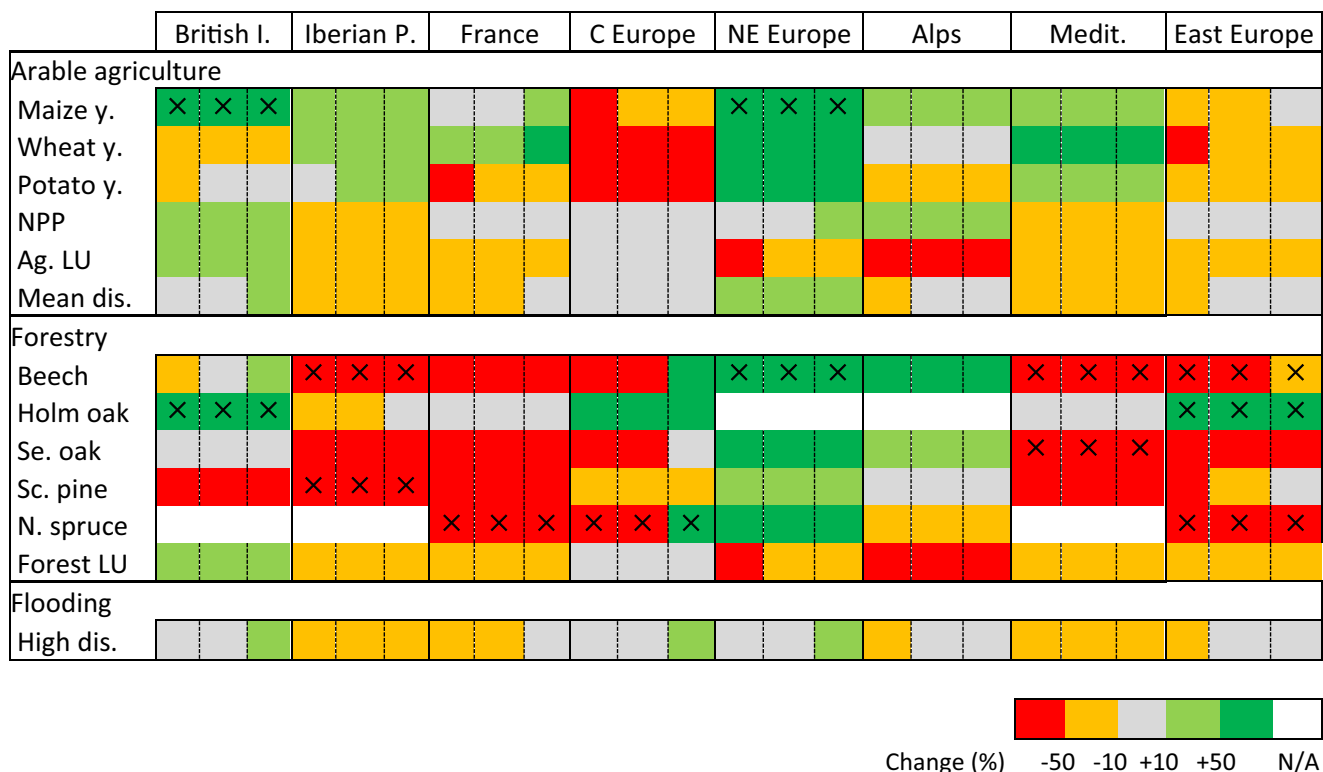 British I. Iberian P. France C Europe NE Europe Alps Medit. East Europe
Arable agriculture
Maize y. × × × × × ×
Wheat y.
Potato y.
NPP
Ag. LU
Mean dis.
Forestry
Beech × × × × × × × × × × × ×
Holm oak × × × × × ×
Se. oak × × ×
Sc. pine × × ×
N. spruce × × × × × × × × ×
Forest LU
Flooding
High dis.
Change (%) -50 -10 +10 +50 N/A